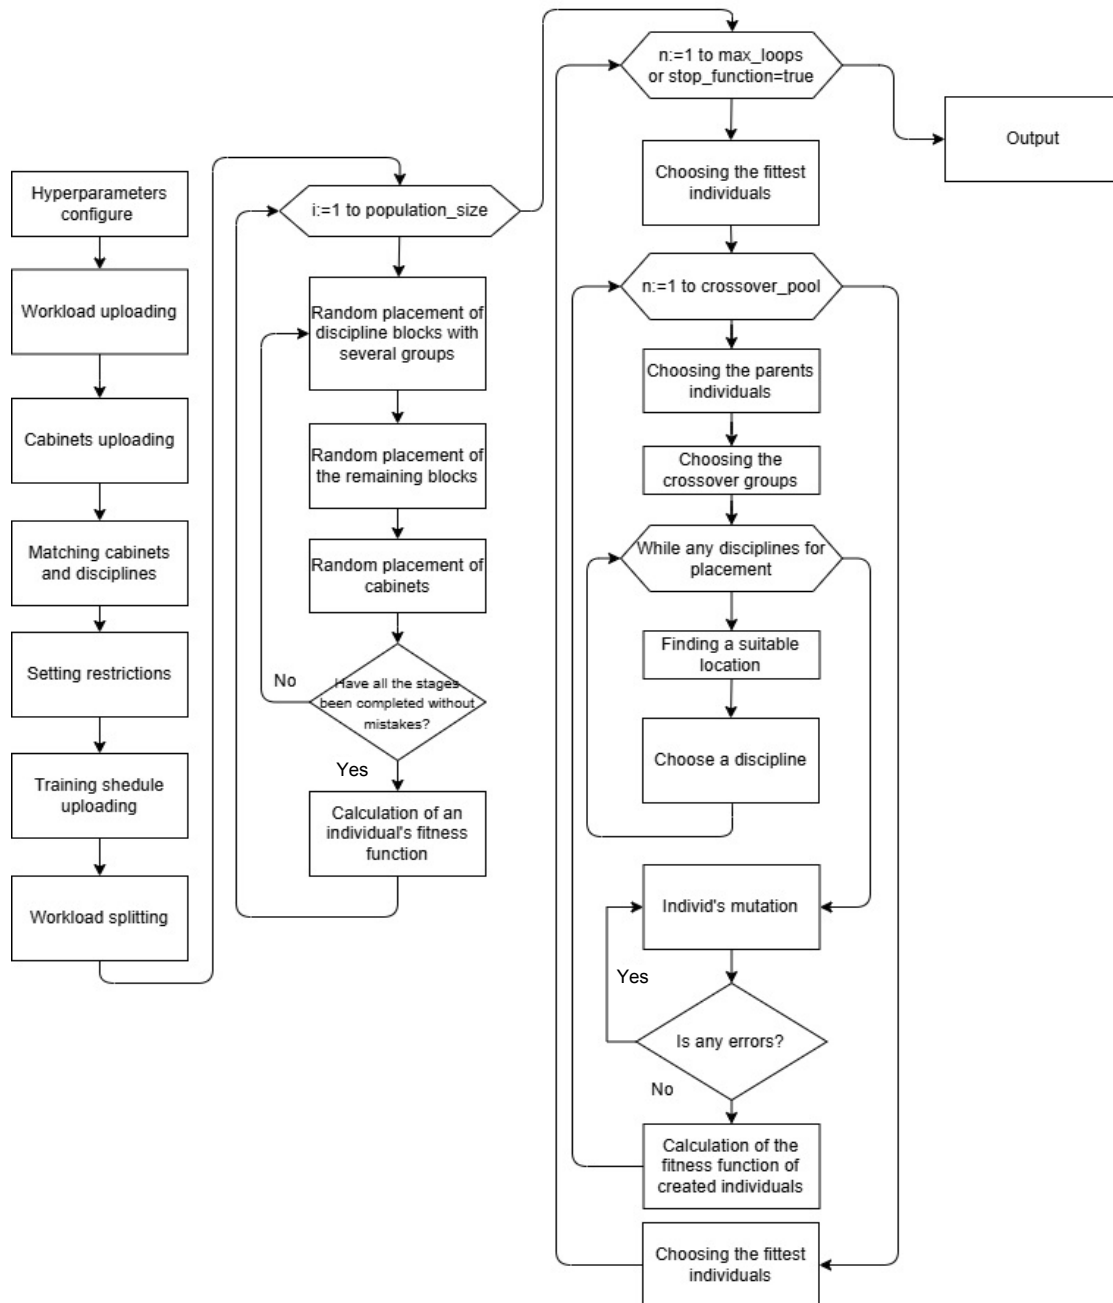 Hyperparameters
configure
Workload uploading
Cabinets uploading
Matching cabinets
and disciplines
Setting restrictions
Training shedule
uploading
Workload splitting
i:=1 to population_size
Random placement of
discipline blocks with
several groups
Random placement of
the remaining blocks
Random placement of
cabinets
Have all the stages
been completed without
mistakes?
No
Yes
Calculation of an
individual's fitness
function
n:=1 to max_loops
or stop_function=true
Output
Choosing the fittest
individuals
n:=1 to crossover_pool
Choosing the parents
individuals
Choosing the
crossover groups
While any disciplines for
placement
Finding a suitable
location
Choose a discipline
Individ's mutation
Yes
Is any errors?
No
Calculation of the
fitness function of
created individuals
Choosing the fittest
individuals